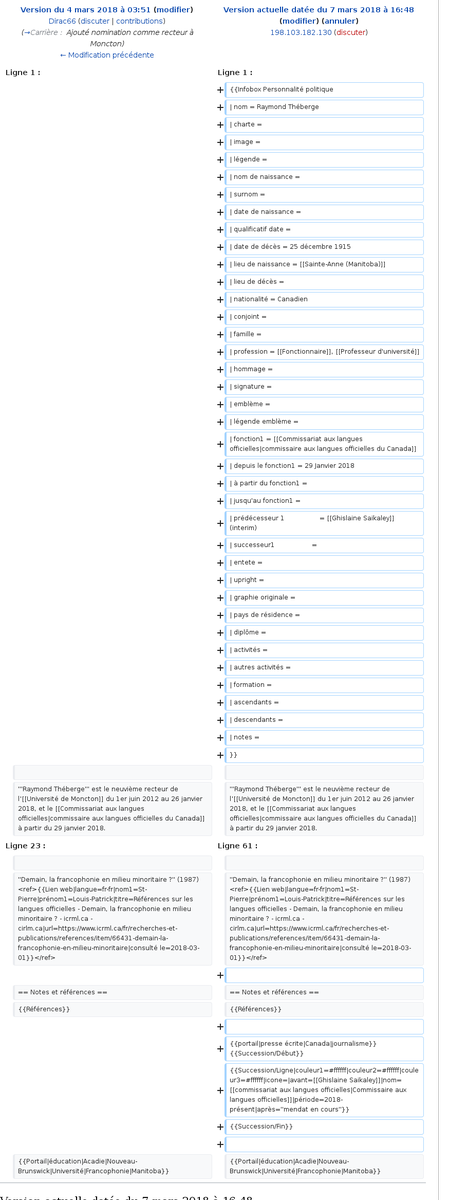 Version du 4 mars 2018 à 03:51 (modifier)
Dirac66 (discuter | contributions)
(→Carrière : Ajouté nomination comme recteur à
Moncton)
← Modification précédente
Version actuelle datée du 7 mars 2018 à 16:48
(modifier) (annuler)
198.103.182.130 (discuter)
Ligne 1 :
Ligne 1 :
+ {{Infobox Personnalité politique
+ | nom = Raymond Théberge
+ | charte =
+ | image =
+ | légende =
+ | nom de naissance =
+ | surnom =
+ | date de naissance =
+ | qualificatif date =
+ | date de décès = 25 décembre 1915
+ | lieu de naissance = [[Sainte-Anne (Manitoba)]]
+ | lieu de décès =
+ | nationalité = Canadien
+ | conjoint =
+ | famille =
+ | profession = [[Fonctionnaire]], [[Professeur d'université]]
+ | hommage =
+ | signature =
+ | emblème =
+ | légende emblème =
+ | fonction1 = [[Commissariat aux langues
officielles|commissaire aux langues officielles du Canada]]
+ | depuis le fonction1 = 29 Janvier 2018
+ | à partir du fonction1 =
+ | jusqu'au fonction1 =
+ | prédécesseur 1 = [[Ghislaine Saikaley]]
(interim)
+ | successeur1 =
+ | entete =
+ | upright =
+ | graphie originale =
+ | pays de résidence =
+ | diplôme =
+ | activités =
+ | autres activités =
+ | formation =
+ | ascendants =
+ | descendants =
+ | notes =
+ }}
'''Raymond Théberge''' est le neuvième recteur de
l'[[Université de Moncton]] du 1er juin 2012 au 26 janvier
2018, et le [[Commissariat aux langues
officielles|commissaire aux langues officielles du Canada]]
à partir du 29 janvier 2018.
'''Raymond Théberge''' est le neuvième recteur de
l'[[Université de Moncton]] du 1er juin 2012 au 26 janvier
2018, et le [[Commissariat aux langues
officielles|commissaire aux langues officielles du Canada]]
à partir du 29 janvier 2018.
Ligne 23 :
Ligne 61 :
"Demain, la francophonie en milieu minoritaire ?" (1987)
<ref>{{Lien web|langue=fr-fr|nom1=St-
Pierre|prénom1=Louis-Patrick|titre=Références sur les
langues officielles - Demain, la francophonie en milieu
minoritaire ? - icrml.ca -
cirlm.ca|url=https://www.icrml.ca/fr/recherches-et-
publications/references/item/66431-demain-la-
francophonie-en-milieu-minoritaire|consulté le=2018-03-
01}}</ref>
"Demain, la francophonie en milieu minoritaire ?" (1987)
<ref>{{Lien web|langue=fr-fr|nom1=St-
Pierre|prénom1=Louis-Patrick|titre=Références sur les
langues officielles - Demain, la francophonie en milieu
minoritaire ? - icrml.ca -
cirlm.ca|url=https://www.icrml.ca/fr/recherches-et-
publications/references/item/66431-demain-la-
francophonie-en-milieu-minoritaire|consulté le=2018-03-
01}}</ref>
+
== Notes et références ==
== Notes et références ==
{{Références}}
{{Références}}
+
+ {{portail|presse écrite|Canada|journalisme}}
{{Succession/Début}}
+ {{Succession/Ligne|couleur1=#ffffff|couleur2=#ffffff|coule
ur3=#ffffff|cone=|avant=[[Ghislaine Saikaley]]|nom=
[[commissariat aux langues officielles|Commissaire aux
langues officielles]]|période=2018-
présent|après="mendat en cours"}}
+ {{Succession/Fin}}
+
{{Portail|éducation|Acadie|Nouveau-
Brunswick|Université|Francophonie|Manitoba}}
{{Portail|éducation|Acadie|Nouveau-
Brunswick|Université|Francophonie|Manitoba}}
Version actuelle datée du 7 mars 2018 à 16:48